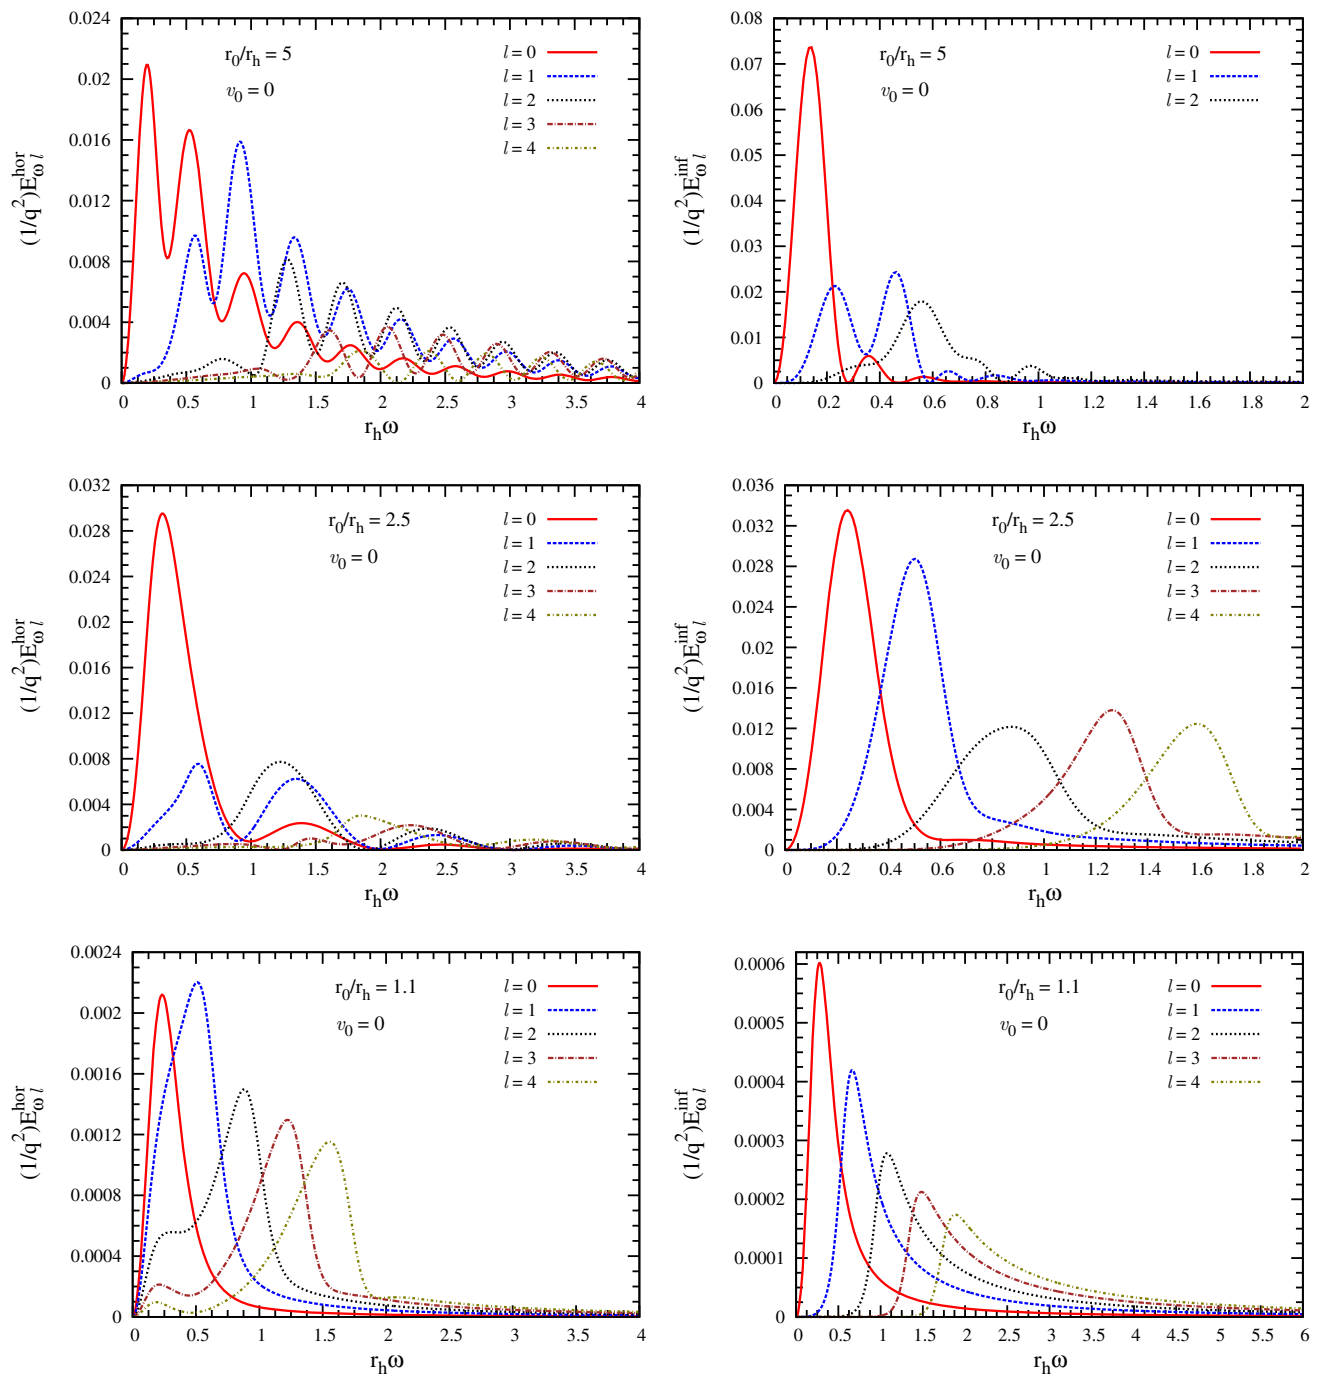 (1/q²)E^hor_ω l
0.024
0.02
0.016
0.012
0.008
0.004
0
r₀/r_h = 5
v₀ = 0
l = 0
l = 1
l = 2
l = 3
l = 4
0 0.5 1 1.5 2 2.5 3 3.5 4
r_hω
(1/q²)E^inf_ω l
0.08
0.07
0.06
0.05
0.04
0.03
0.02
0.01
0
r₀/r_h = 5
v₀ = 0
l = 0
l = 1
l = 2
0 0.2 0.4 0.6 0.8 1 1.2 1.4 1.6 1.8 2
r_hω
(1/q²)E^hor_ω l
0.032
0.028
0.024
0.02
0.016
0.012
0.008
0.004
0
r₀/r_h = 2.5
v₀ = 0
l = 0
l = 1
l = 2
l = 3
l = 4
0 0.5 1 1.5 2 2.5 3 3.5 4
r_hω
(1/q²)E^inf_ω l
0.036
0.032
0.028
0.024
0.02
0.016
0.012
0.008
0.004
0
r₀/r_h = 2.5
v₀ = 0
l = 0
l = 1
l = 2
l = 3
l = 4
0 0.2 0.4 0.6 0.8 1 1.2 1.4 1.6 1.8 2
r_hω
(1/q²)E^hor_ω l
0.0024
0.002
0.0016
0.0012
0.0008
0.0004
0
r₀/r_h = 1.1
v₀ = 0
l = 0
l = 1
l = 2
l = 3
l = 4
0 0.5 1 1.5 2 2.5 3 3.5 4
r_hω
(1/q²)E^inf_ω l
0.0006
0.0005
0.0004
0.0003
0.0002
0.0001
0
r₀/r_h = 1.1
v₀ = 0
l = 0
l = 1
l = 2
l = 3
l = 4
0 0.5 1 1.5 2 2.5 3 3.5 4 4.5 5 5.5 6
r_hω